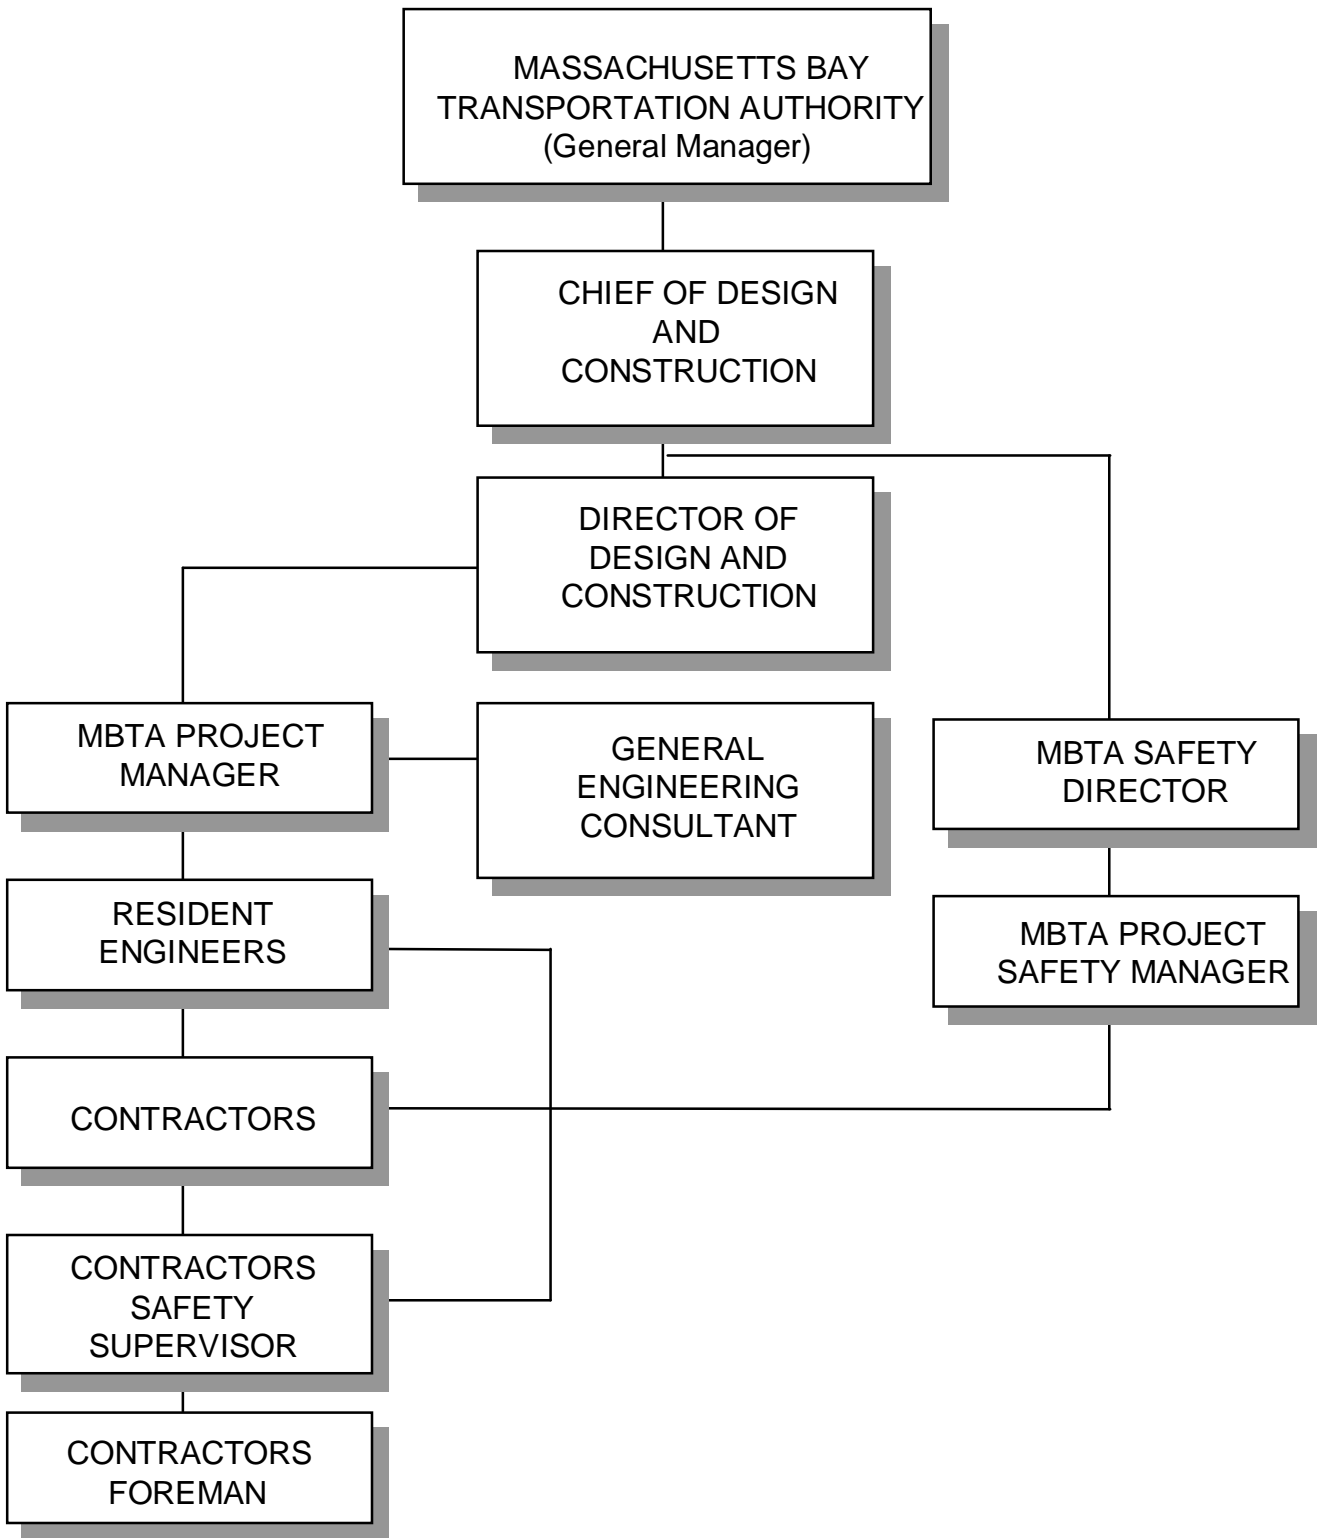 MASSACHUSETTS BAY
TRANSPORTATION AUTHORITY
(General Manager)
CHIEF OF DESIGN
AND
CONSTRUCTION
DIRECTOR OF
DESIGN AND
CONSTRUCTION
MBTA PROJECT
MANAGER
GENERAL
ENGINEERING
CONSULTANT
MBTA SAFETY
DIRECTOR
RESIDENT
ENGINEERS
MBTA PROJECT
SAFETY MANAGER
CONTRACTORS
CONTRACTORS
SAFETY
SUPERVISOR
CONTRACTORS
FOREMAN